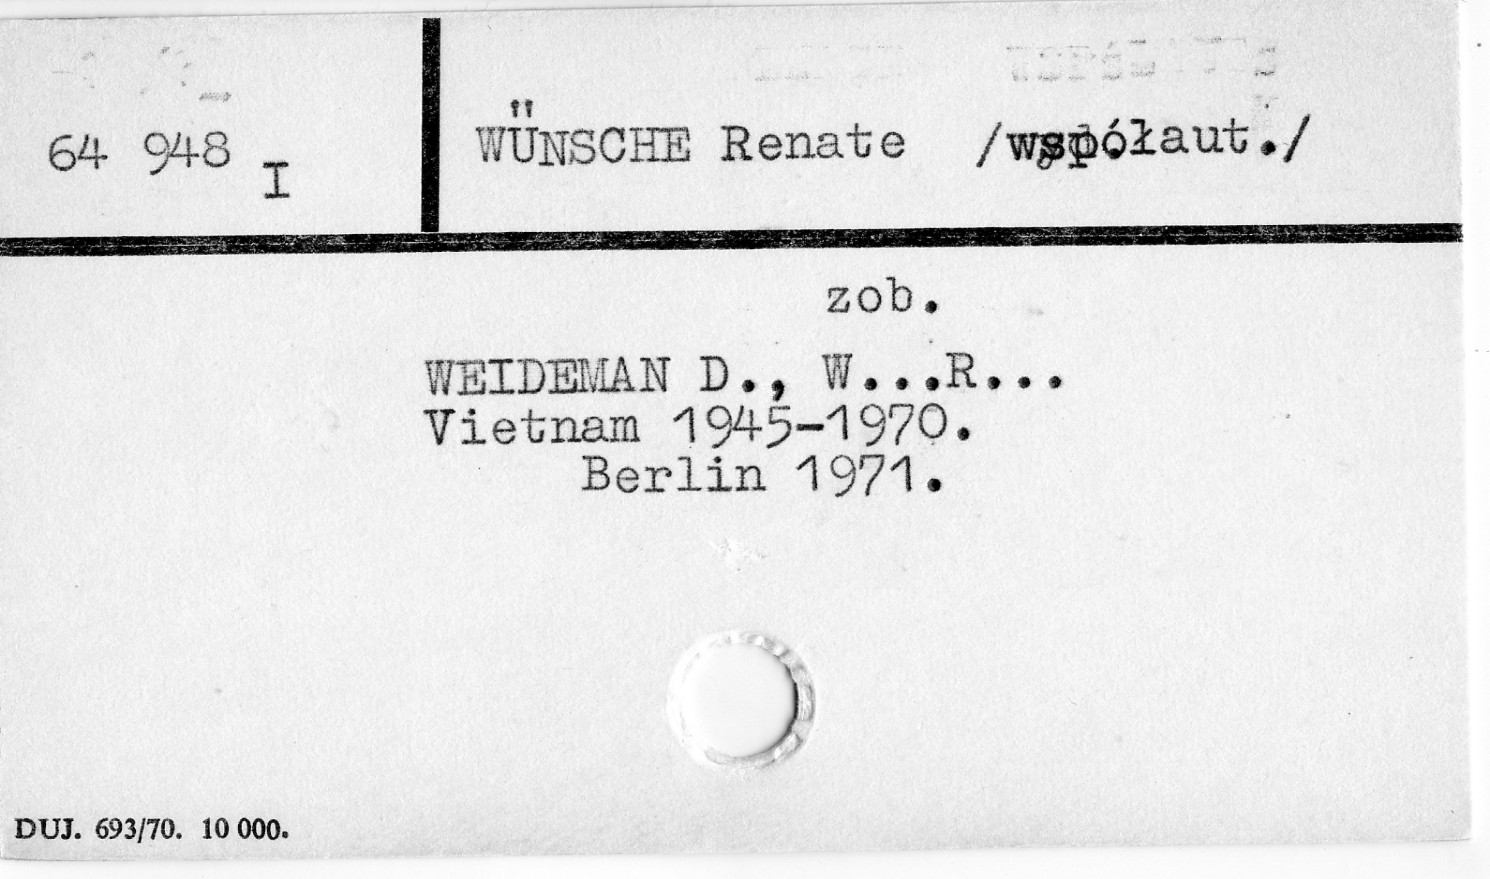 64 948 I
WÜNSCHE Renate /współaut./
zob.
WEIDEMAN D., W...R...
Vietnam 1945-1970.
Berlin 1971.
DUJ. 693/70. 10 000.